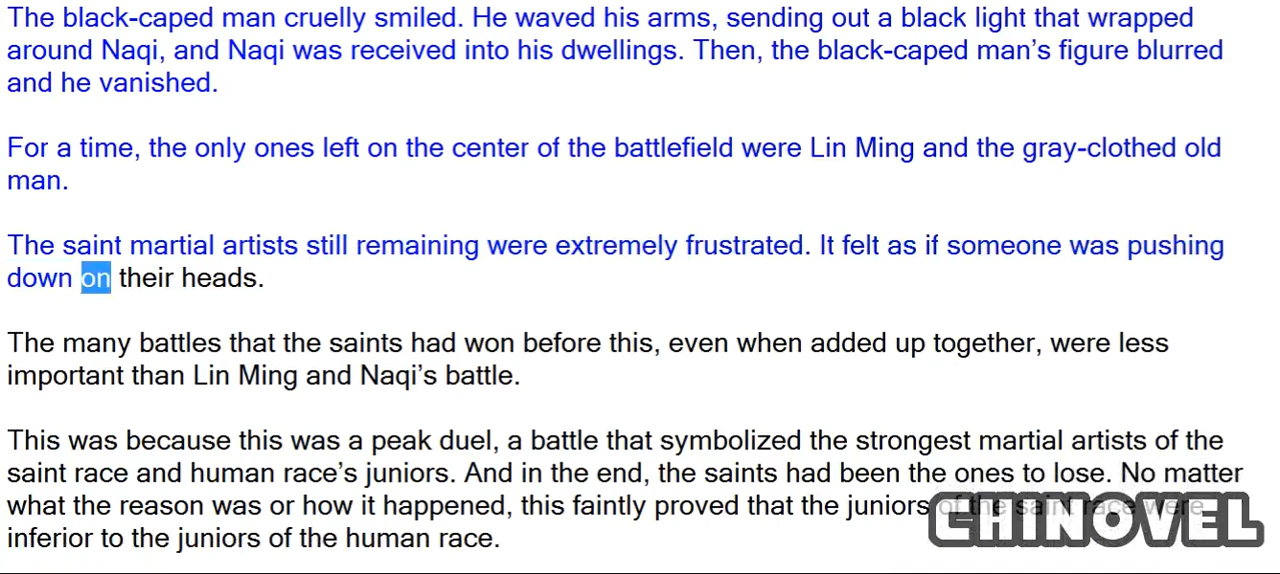 The black-caped man cruelly smiled. He waved his arms, sending out a black light that wrapped
around Naqi, and Naqi was received into his dwellings. Then, the black-caped man’s figure blurred
and he vanished.
For a time, the only ones left on the center of the battlefield were Lin Ming and the gray-clothed old
man.
The saint martial artists still remaining were extremely frustrated. It felt as if someone was pushing
down on their heads.
The many battles that the saints had won before this, even when added up together, were less
important than Lin Ming and Naqi’s battle.
This was because this was a peak duel, a battle that symbolized the strongest martial artists of the
saint race and human race’s juniors. And in the end, the saints had been the ones to lose. No matter
what the reason was or how it happened, this faintly proved that the juniors of the saint race were
inferior to the juniors of the human race.
CHINOVEL